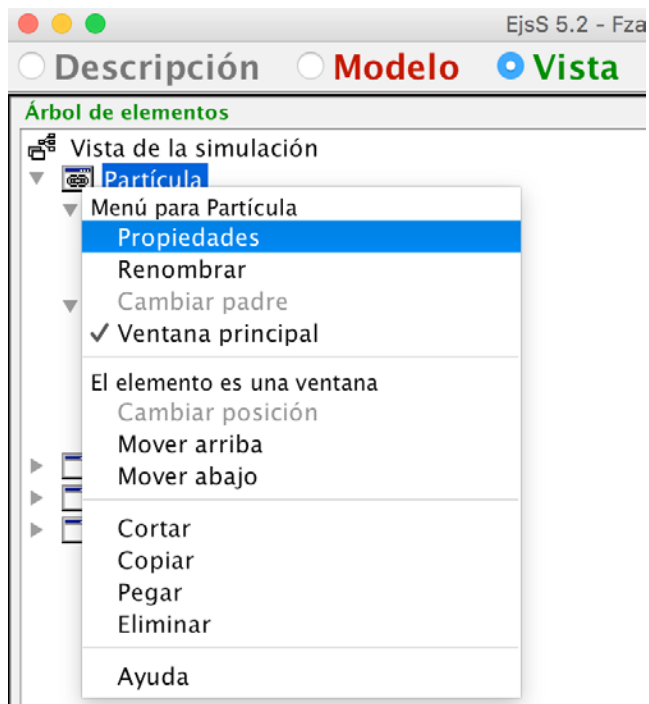 EjsS 5.2 - Fza
Descripción Modelo Vista
Árbol de elementos
Vista de la simulación
Partícula
Menú para Partícula
Propiedades
Renombrar
Cambiar padre
✓ Ventana principal
El elemento es una ventana
Cambiar posición
Mover arriba
Mover abajo
Cortar
Copiar
Pegar
Eliminar
Ayuda